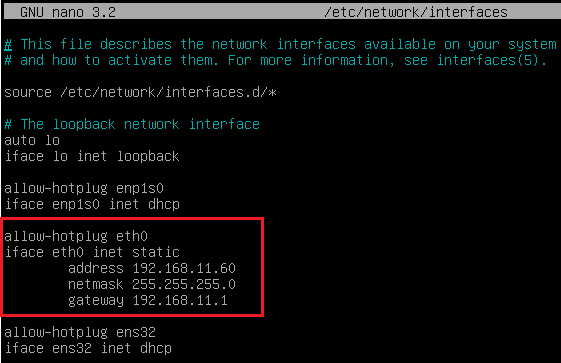 GNU nano 3.2 /etc/network/interfaces
# This file describes the network interfaces available on your system
# and how to activate them. For more information, see interfaces(5).
source /etc/network/interfaces.d/*
# The loopback network interface
auto lo
iface lo inet loopback
allow-hotplug enp1s0
iface enp1s0 inet dhcp
allow-hotplug eth0
iface eth0 inet static
address 192.168.11.60
netmask 255.255.255.0
gateway 192.168.11.1
allow-hotplug ens32
iface ens32 inet dhcp